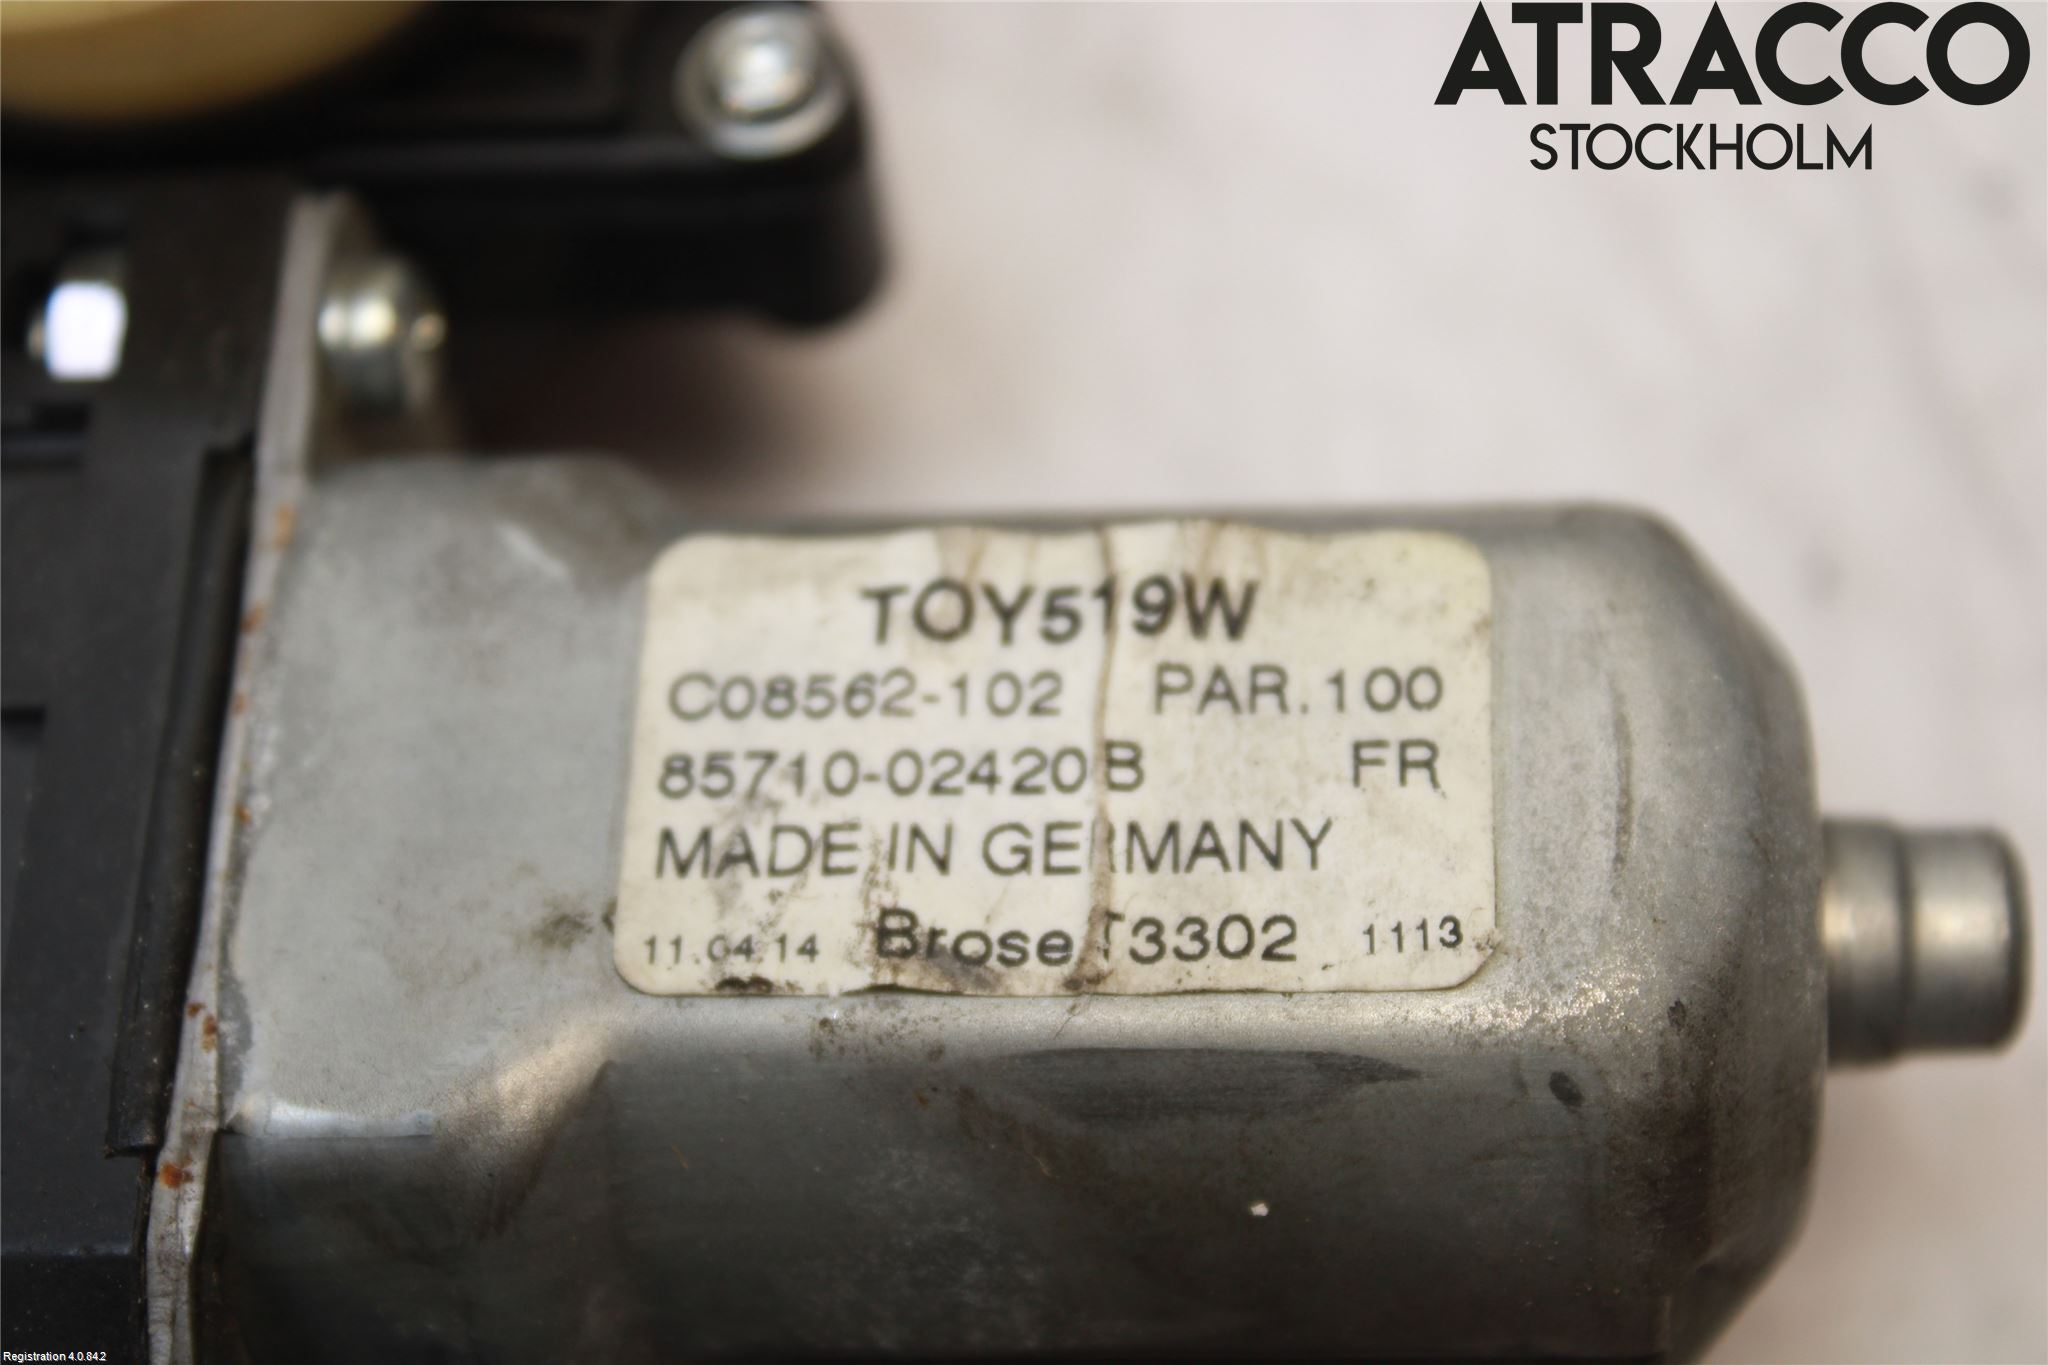 ATRACCO
STOCKHOLM
TOY519W
C08562-102 PAR.100
85710-02420B FR
MADE IN GERMANY
11.04.14 Brose T3302 1113
Registration 4.0.84.2